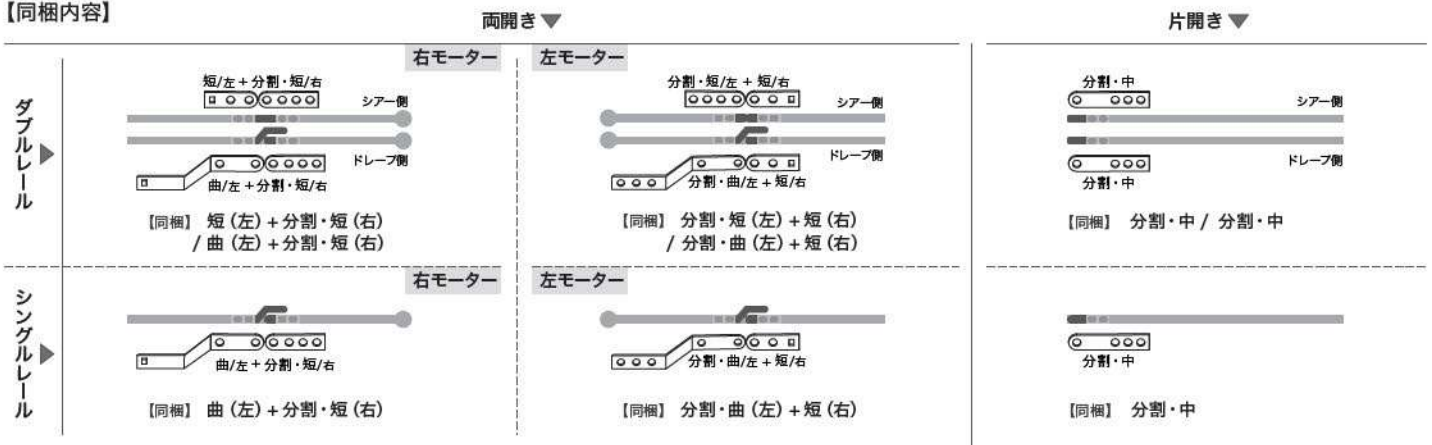 【同梱内容】
両開き▼
片開き▼
ダブルレール▶
右モーター
短/左+分割・短/右
シアー側
ドレープ側
曲/左+分割・短/右
【同梱】 短(左)+分割・短(右)
/ 曲(左)+分割・短(右)
左モーター
分割・短/左 + 短/右
シアー側
ドレープ側
分割・曲/左+短/右
【同梱】 分割・短(左)+短(右)
/ 分割・曲(左)+短(右)
分割・中
シアー側
ドレープ側
分割・中
【同梱】 分割・中 / 分割・中
シングルレール▶
右モーター
曲/左+分割・短/右
【同梱】 曲(左)+分割・短(右)
左モーター
分割・曲/左+短/右
【同梱】 分割・曲(左)+短(右)
分割・中
【同梱】 分割・中